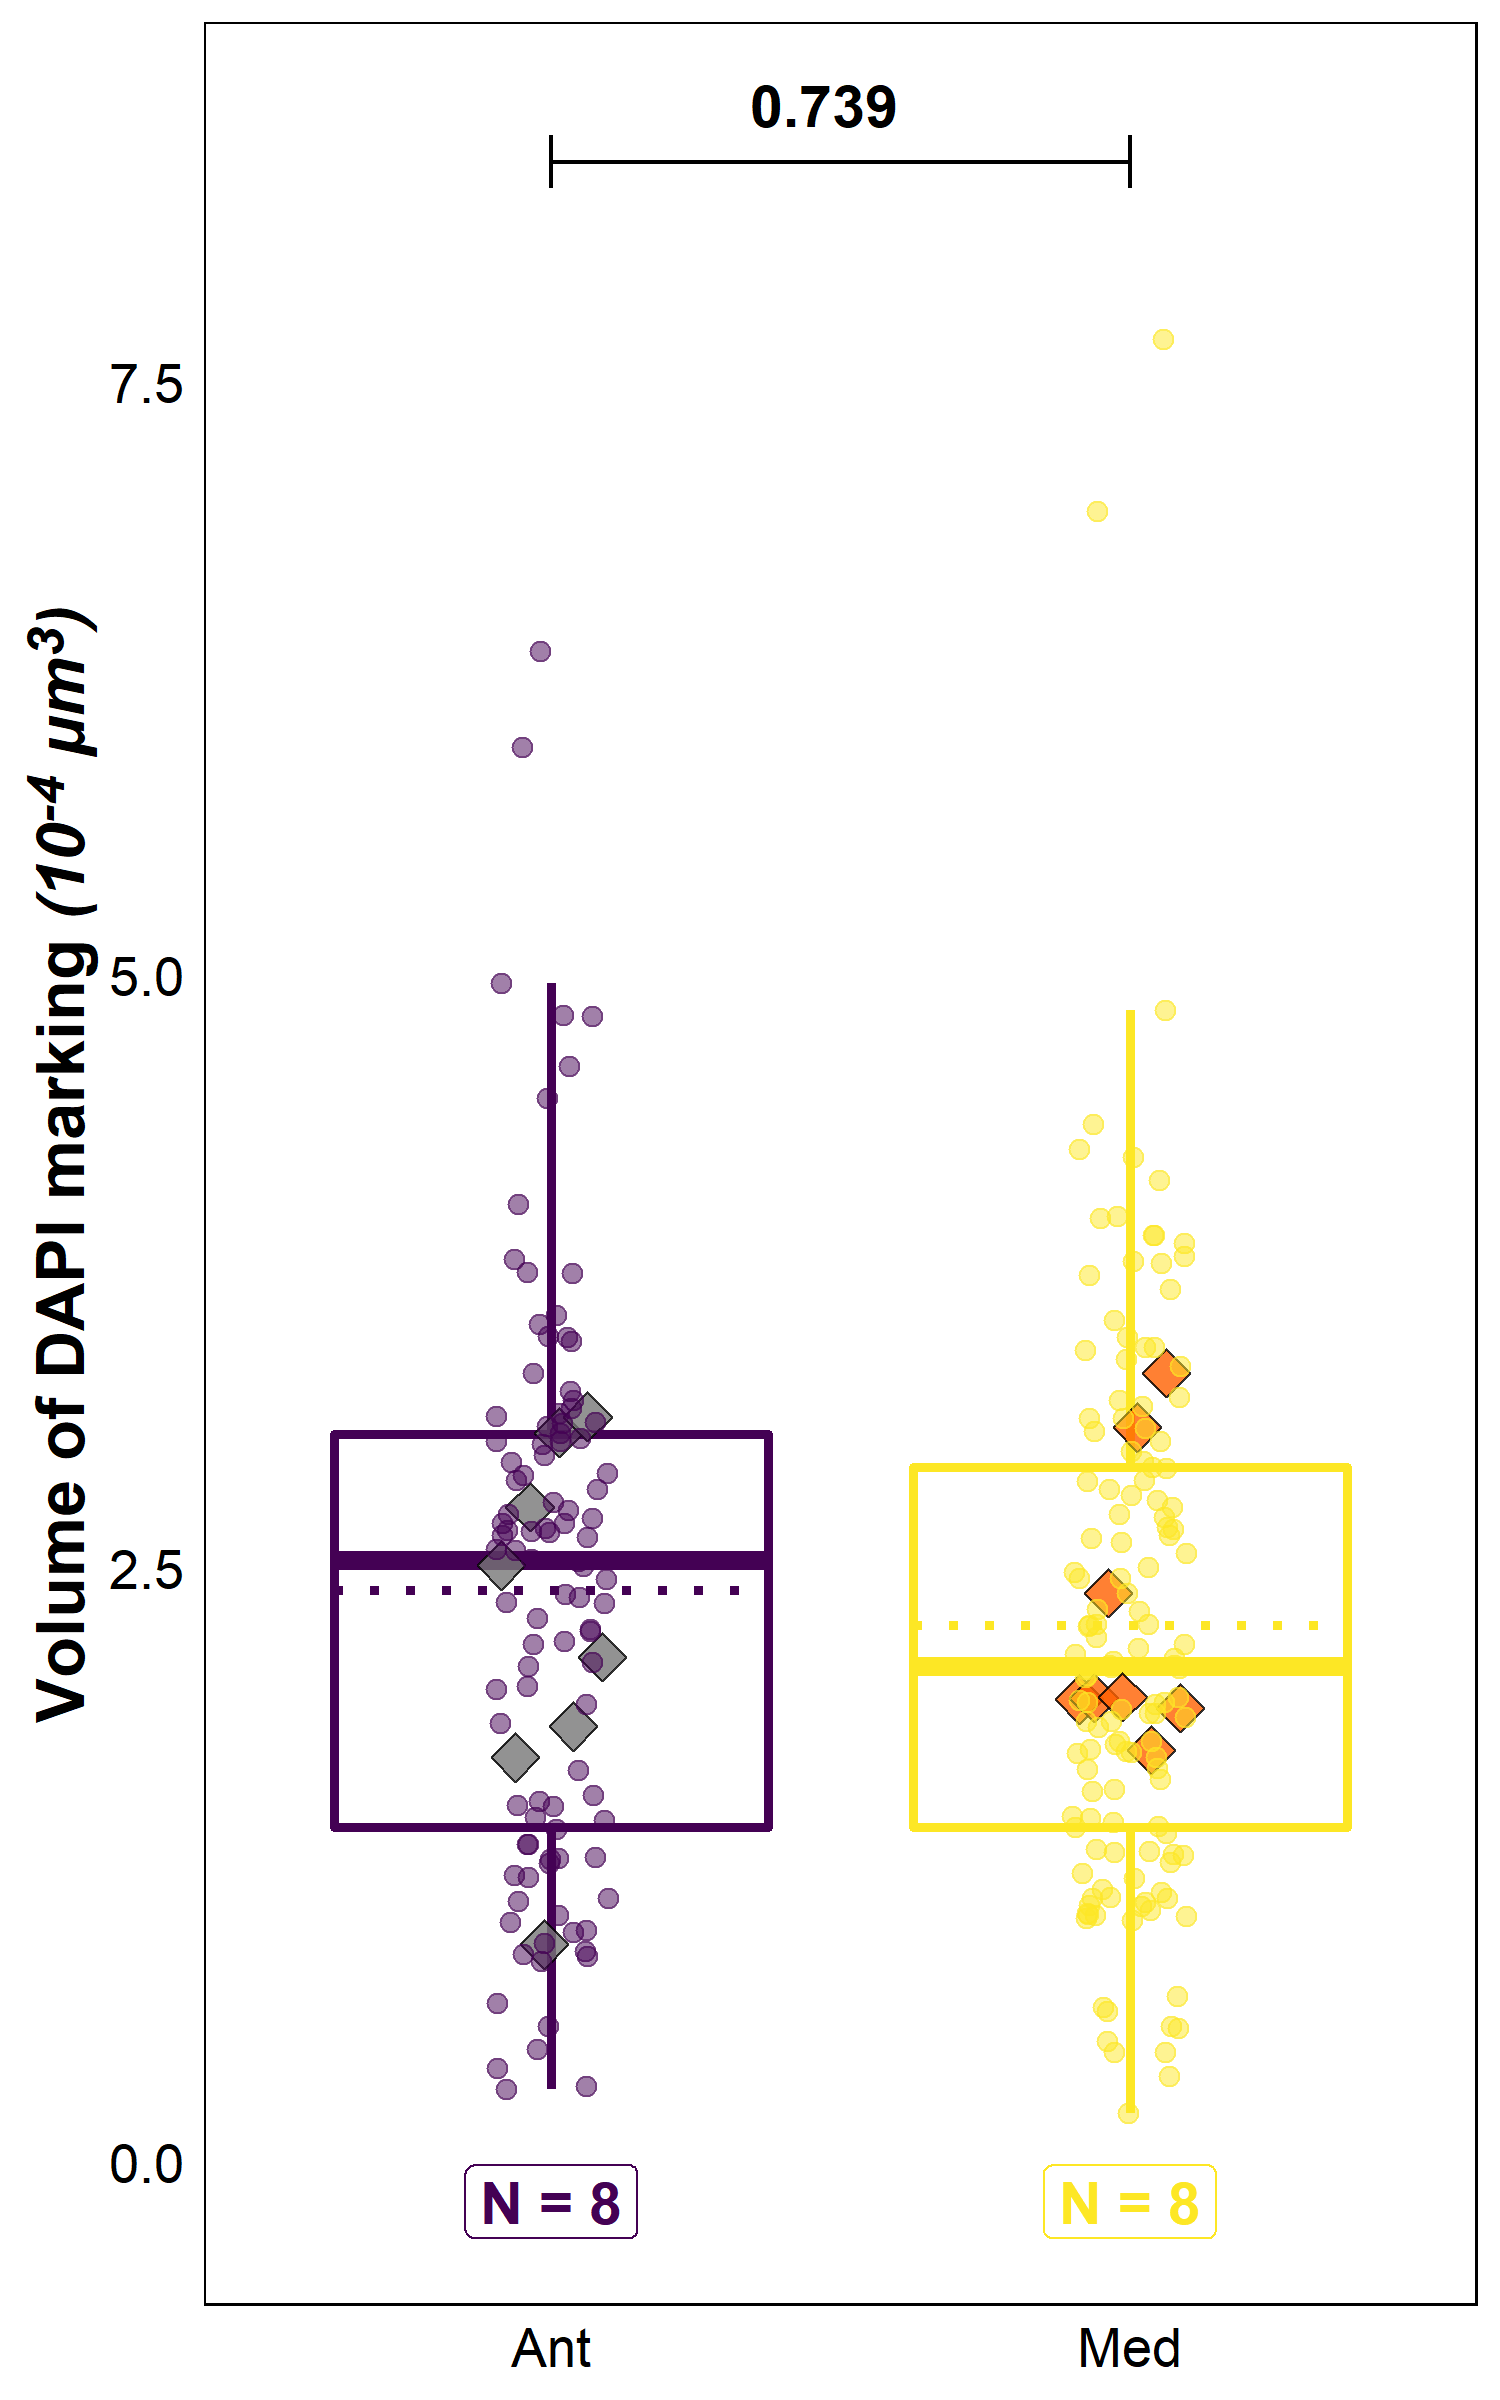 0.739
7.5
5.0
2.5
0.0
Volume of DAPI marking (10⁻⁴ µm³)
N = 8
N = 8
Ant
Med